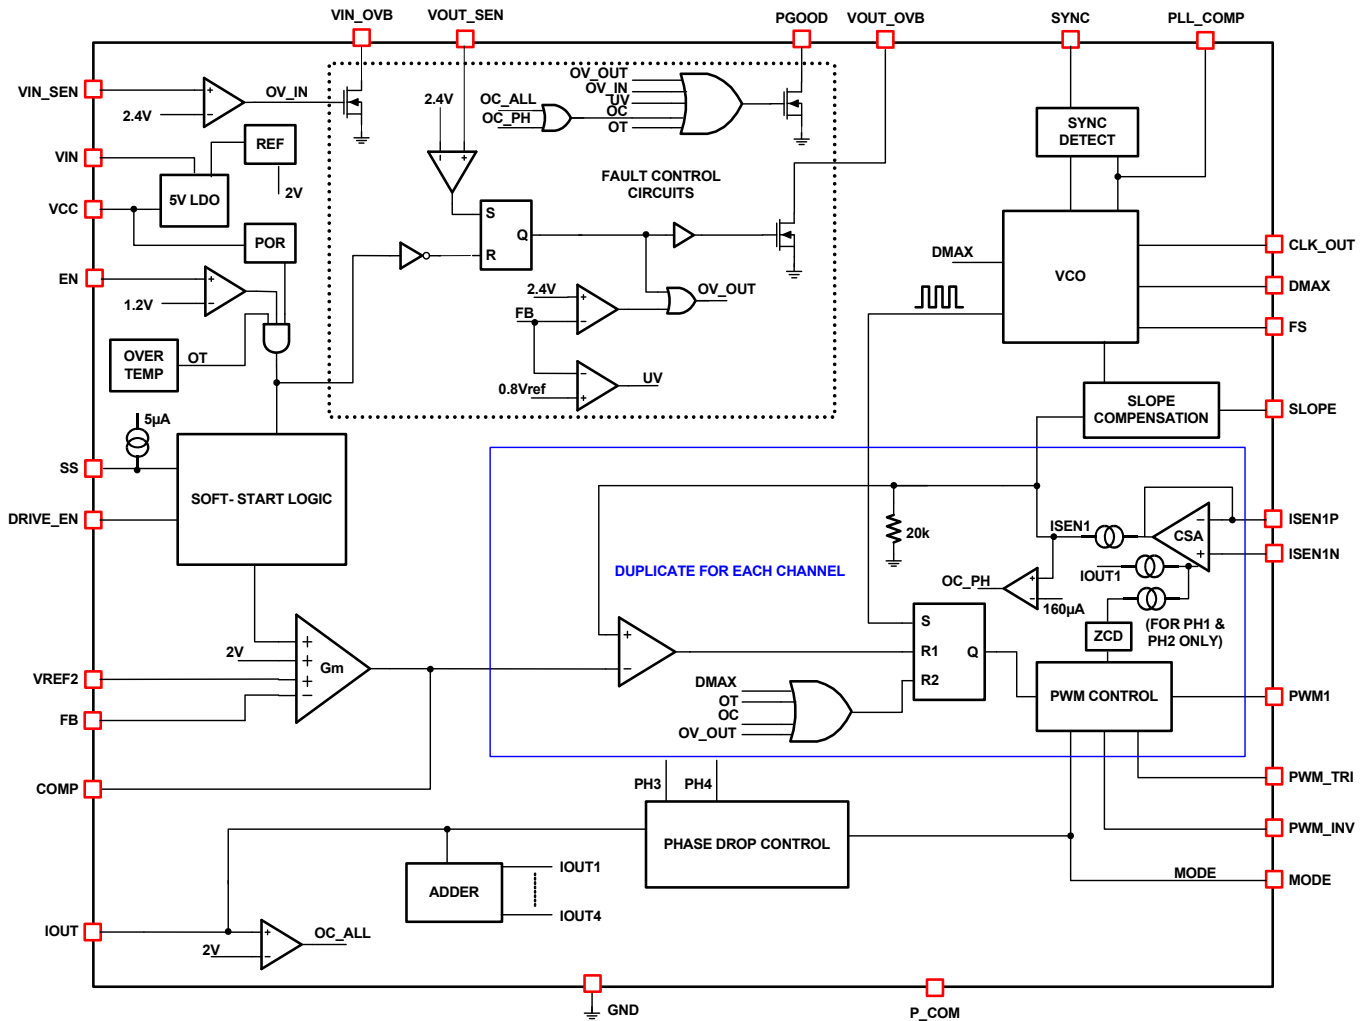 VIN_OVB
VOUT_SEN
PGOOD
VOUT_OVB
SYNC
PLL_COMP
VIN_SEN
+
−
2.4V
OV_IN
2.4V
−
+
OC_ALL
OC_PH
OV_OUT
OV_IN
UV
OC
OT
SYNC
DETECT
REF
2V
VIN
5V LDO
VCC
POR
FAULT CONTROL
CIRCUITS
S
R
Q
EN
+
−
1.2V
DMAX
VCO
CLK_OUT
DMAX
FS
2.4V
FB
+
−
OV_OUT
OVER
TEMP
OT
0.8Vref
−
+
UV
SLOPE
COMPENSATION
SLOPE
5µA
SS
SOFT- START LOGIC
DRIVE_EN
20k
ISEN1
−
CSA
+
ISEN1P
ISEN1N
DUPLICATE FOR EACH CHANNEL
OC_PH
+
−
160µA
IOUT1
(FOR PH1 &
PH2 ONLY)
ZCD
2V
+
+
+
−
Gm
VREF2
FB
+
−
S
R1
R2
Q
DMAX
OT
OC
OV_OUT
PWM CONTROL
PWM1
COMP
PH3
PH4
PWM_TRI
PHASE DROP CONTROL
PWM_INV
MODE
MODE
ADDER
IOUT1
IOUT4
IOUT
2V
+
−
OC_ALL
GND
P_COM